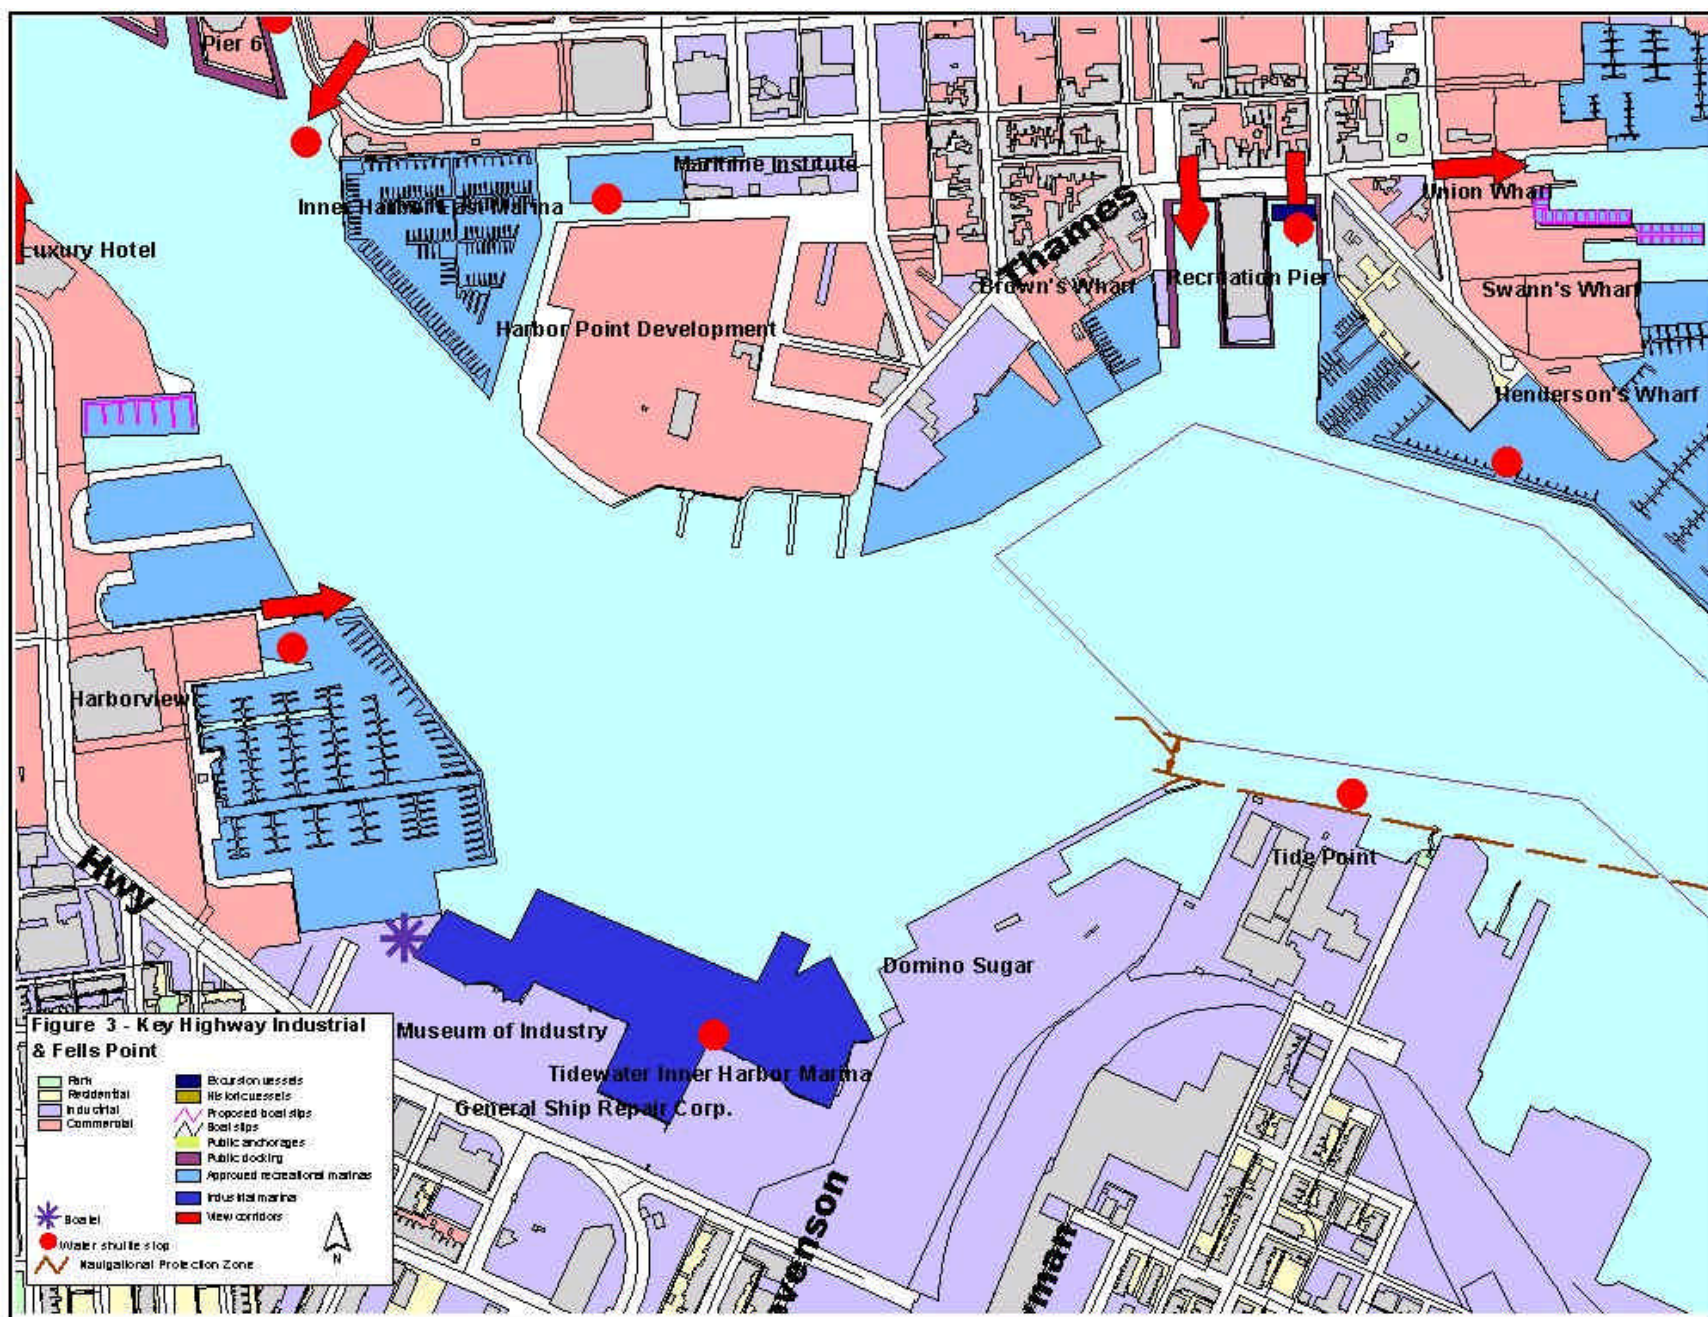 Pier 6
Maritime Institute
Inner Harbor East Marina
Union Wharf
Luxury Hotel
Thames
Brown's Wharf
Recreation Pier
Swann's Wharf
Harbor Point Development
Henderson's Wharf
Harborview
Tide Point
Hwy
Domino Sugar
Museum of Industry
Tidewater Inner Harbor Marina
General Ship Repair Corp.
venson
man
Figure 3 - Key Highway Industrial
& Fells Point
Park
Residential
Industrial
Commercial
Excursion vessels
Historic vessels
Proposed boat slips
Boat slips
Public anchorages
Public docking
Approved recreational marinas
Industrial marina
View corridors
Boatel
Water shuttle stop
Navigational Protection Zone
N